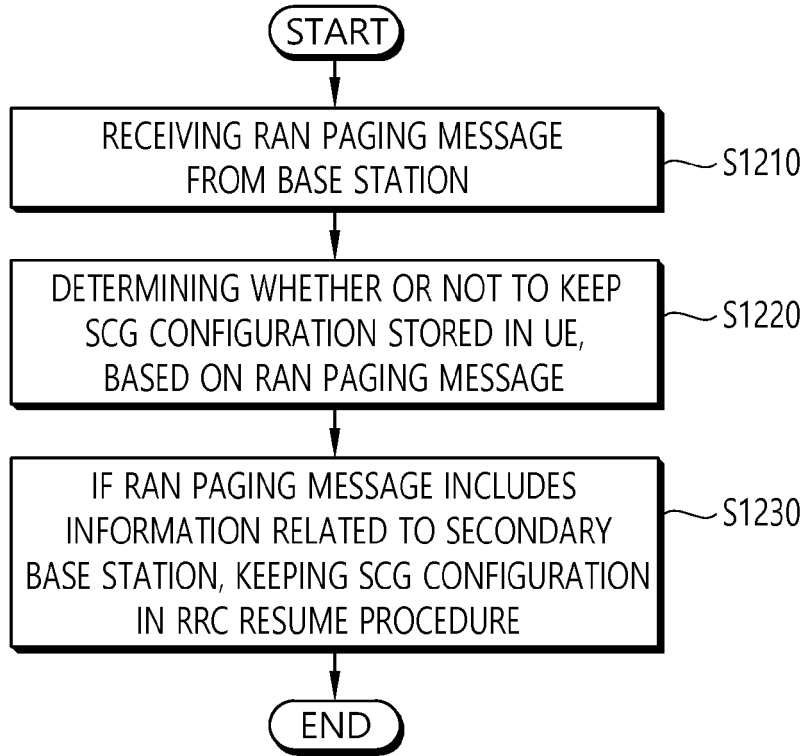 START
RECEIVING RAN PAGING MESSAGE
FROM BASE STATION
S1210
DETERMINING WHETHER OR NOT TO KEEP
SCG CONFIGURATION STORED IN UE,
BASED ON RAN PAGING MESSAGE
S1220
IF RAN PAGING MESSAGE INCLUDES
INFORMATION RELATED TO SECONDARY
BASE STATION, KEEPING SCG CONFIGURATION
IN RRC RESUME PROCEDURE
S1230
END